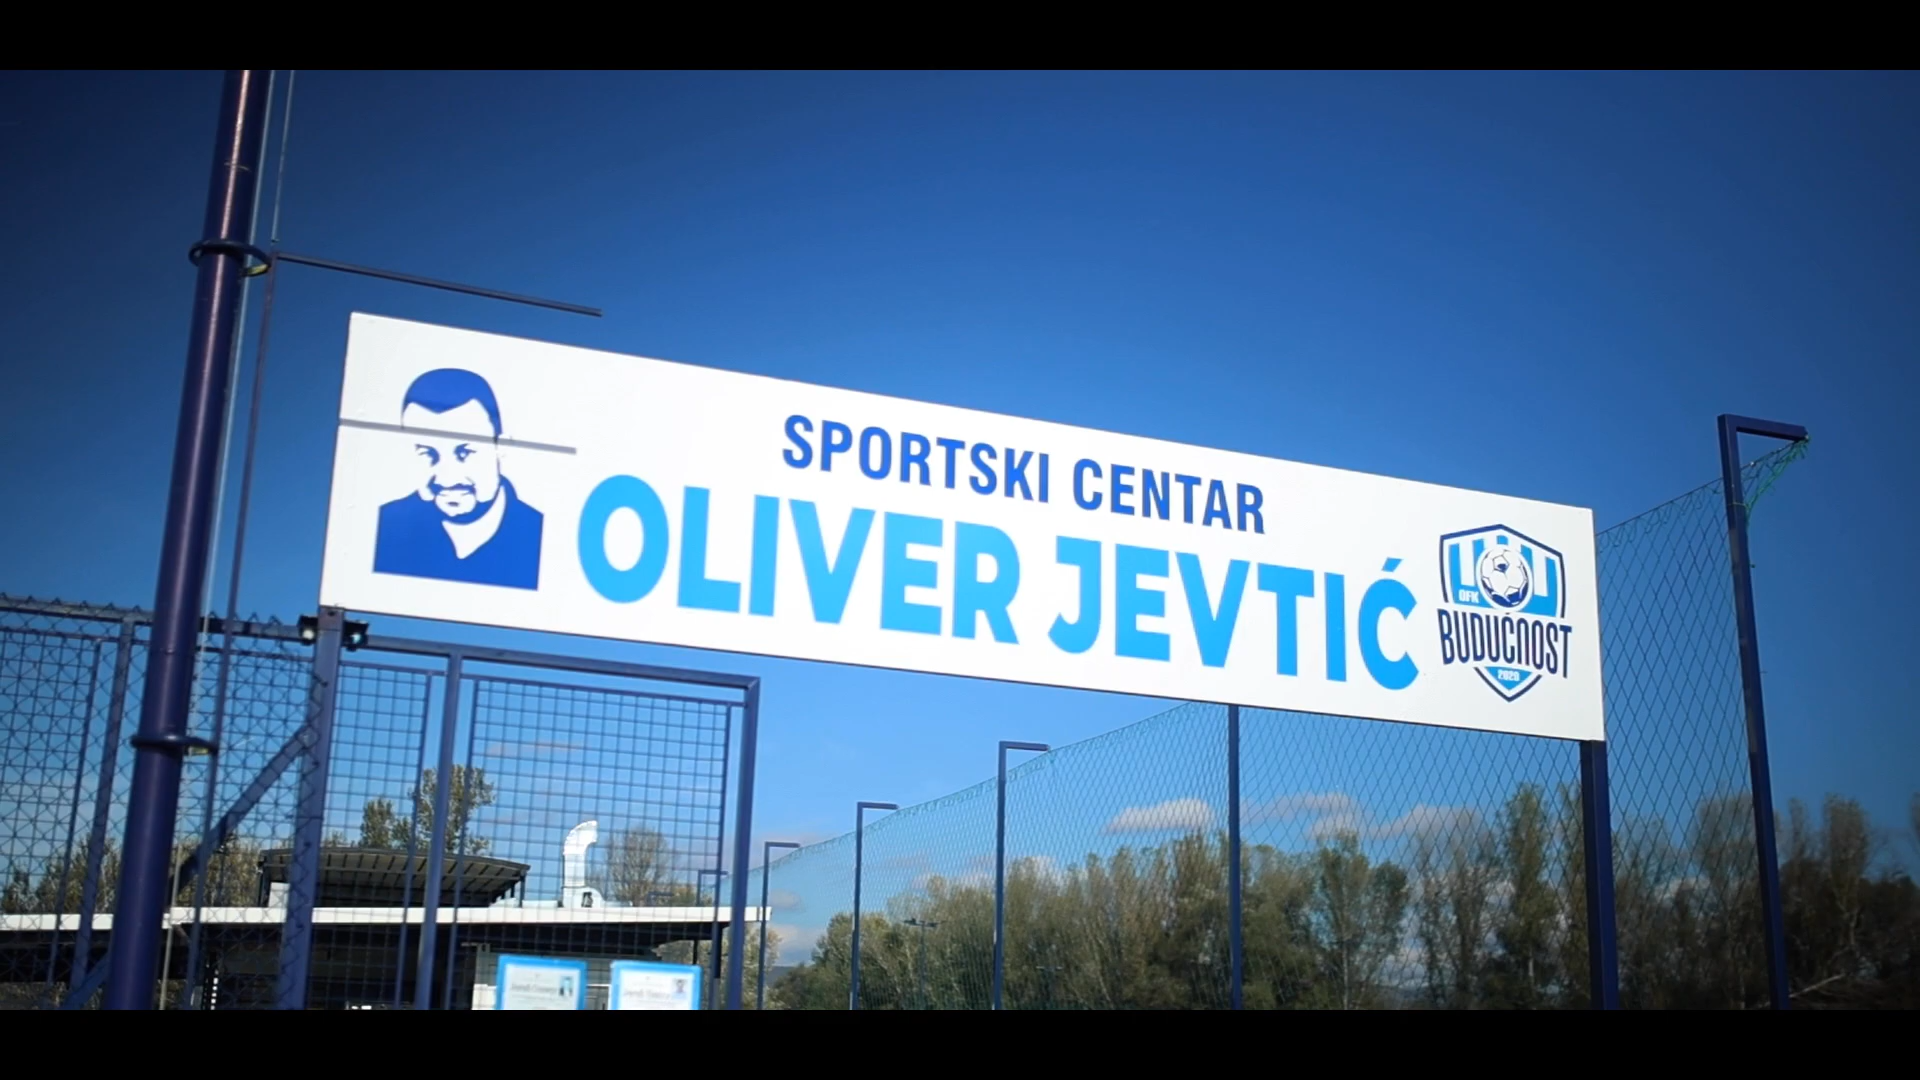 SPORTSKI CENTAR
OLIVER JEVTIĆ
OFK
BUDUĆNOST
2020